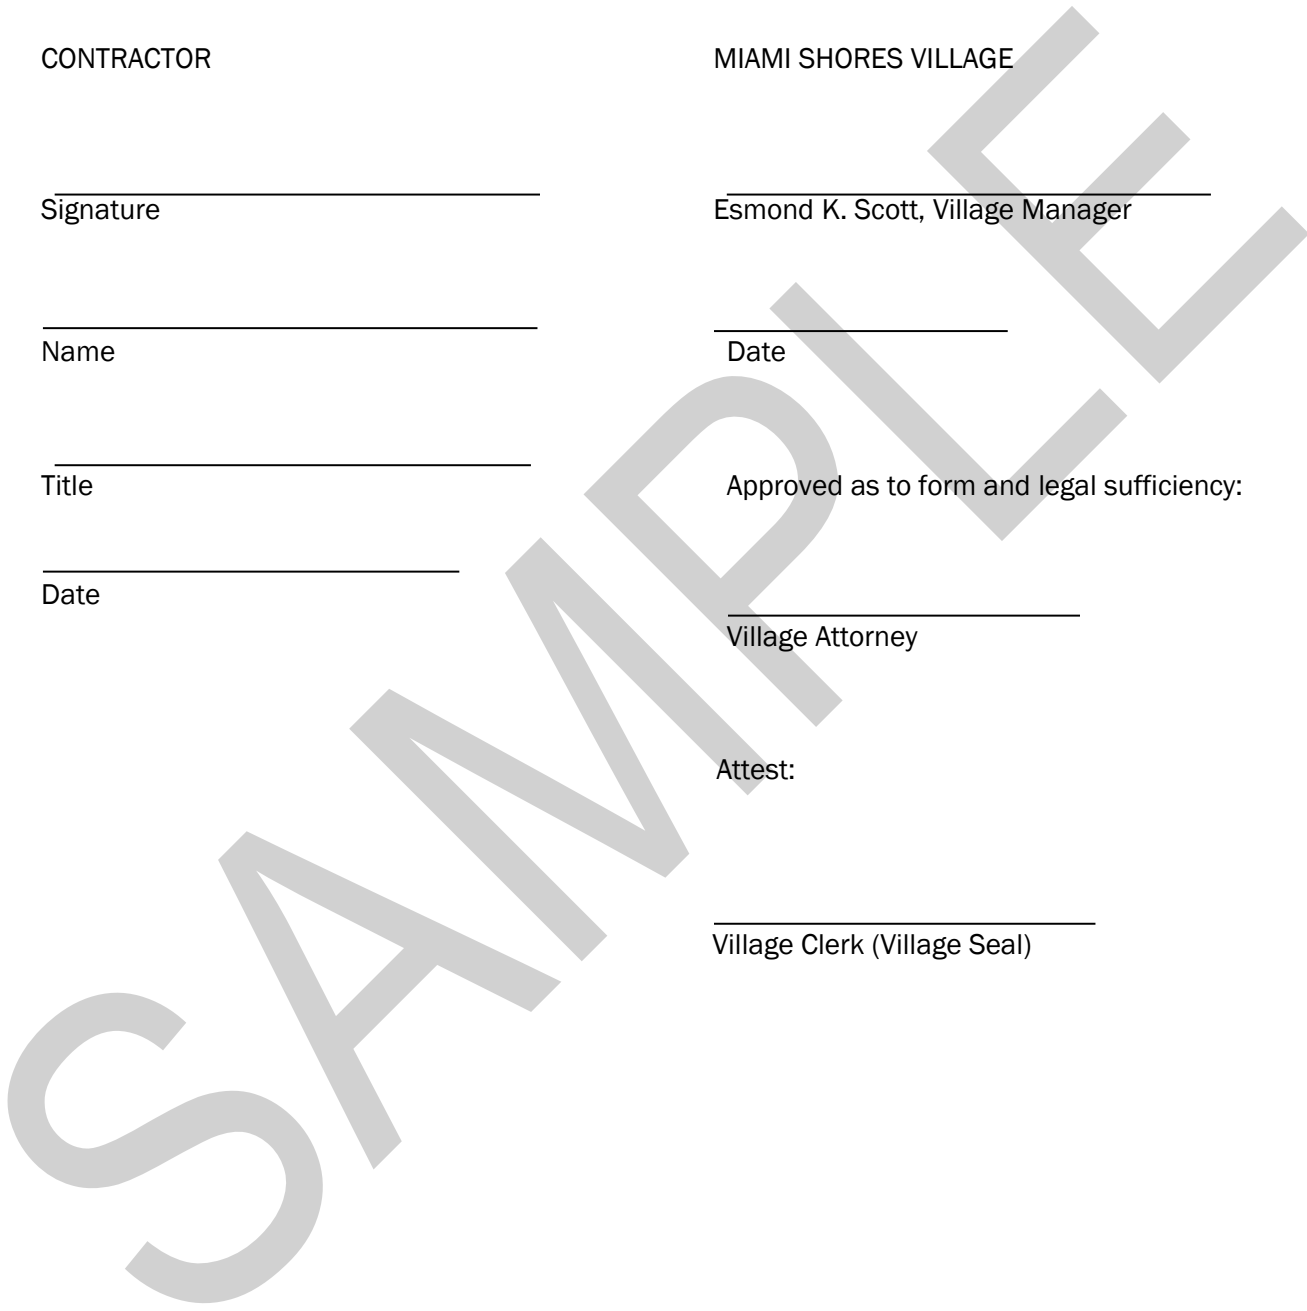 CONTRACTOR
Signature
Name
Title
Date
MIAMI SHORES VILLAGE
Esmond K. Scott, Village Manager
Date
Approved as to form and legal sufficiency:
Village Attorney
Attest:
Village Clerk (Village Seal)
SAMPLE